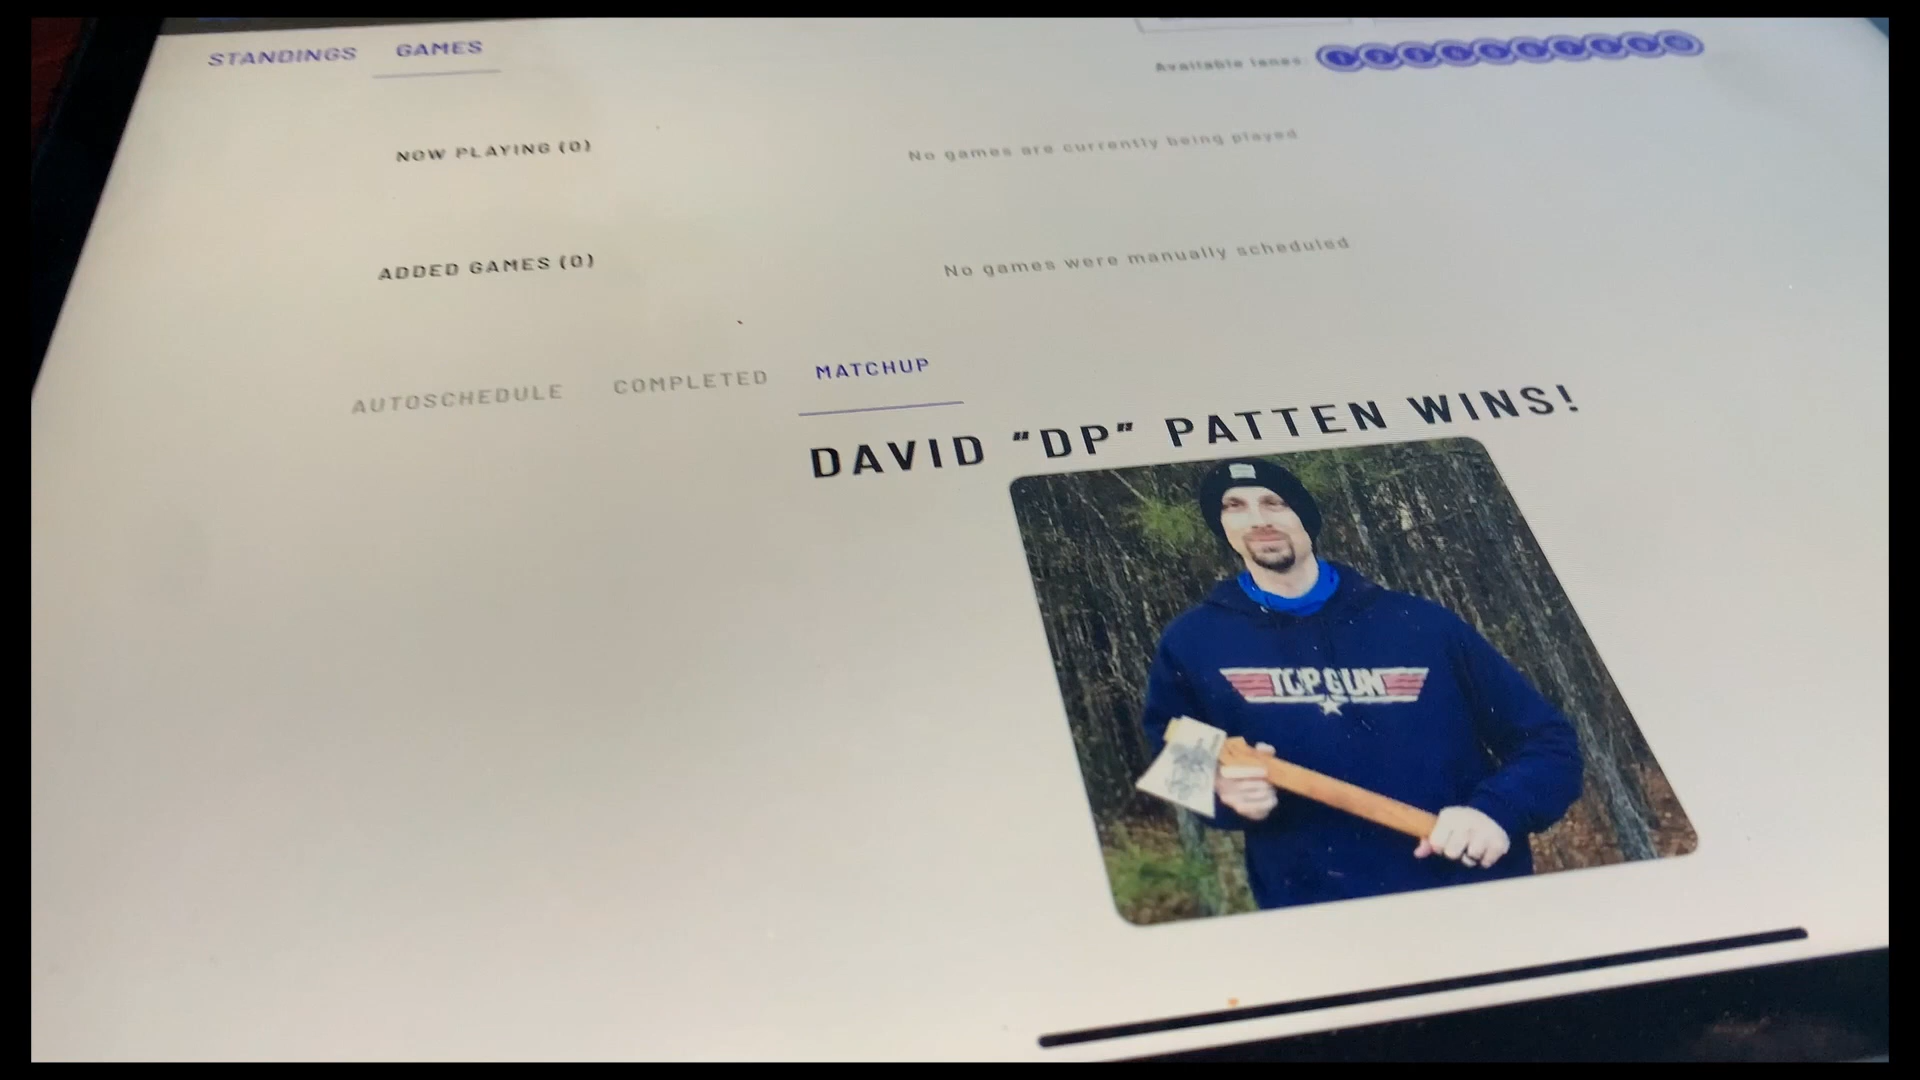 STANDINGS GAMES
Available lanes:
NOW PLAYING (0)
No games are currently being played
ADDED GAMES (0)
No games were manually scheduled
AUTOSCHEDULE COMPLETED MATCHUP
DAVID "DP" PATTEN WINS!
TOP GUN